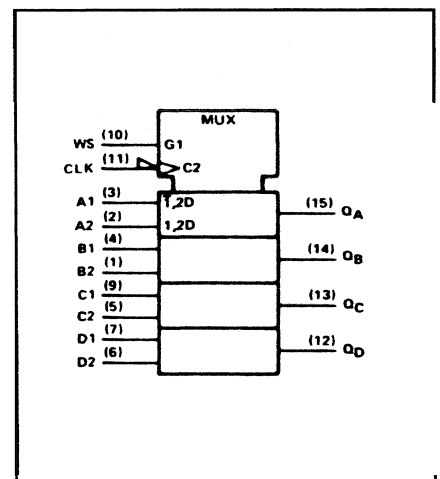 MUX
WS (10) G1
CLK (11) C2
A1 (3) 1,2D
A2 (2) 1,2D
(15) QA
B1 (4)
B2 (1)
(14) QB
C1 (9)
C2 (5)
(13) QC
D1 (7)
D2 (6)
(12) QD